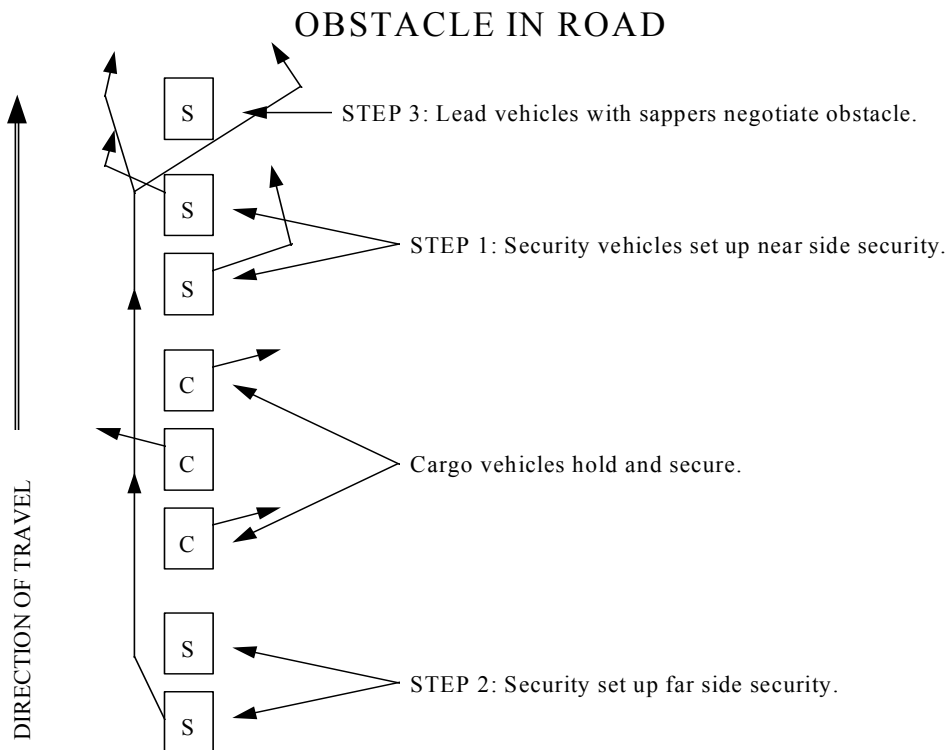 OBSTACLE IN ROAD
S
STEP 3: Lead vehicles with sappers negotiate obstacle.
S
STEP 1: Security vehicles set up near side security.
S
C
C
Cargo vehicles hold and secure.
C
S
STEP 2: Security set up far side security.
S
DIRECTION OF TRAVEL